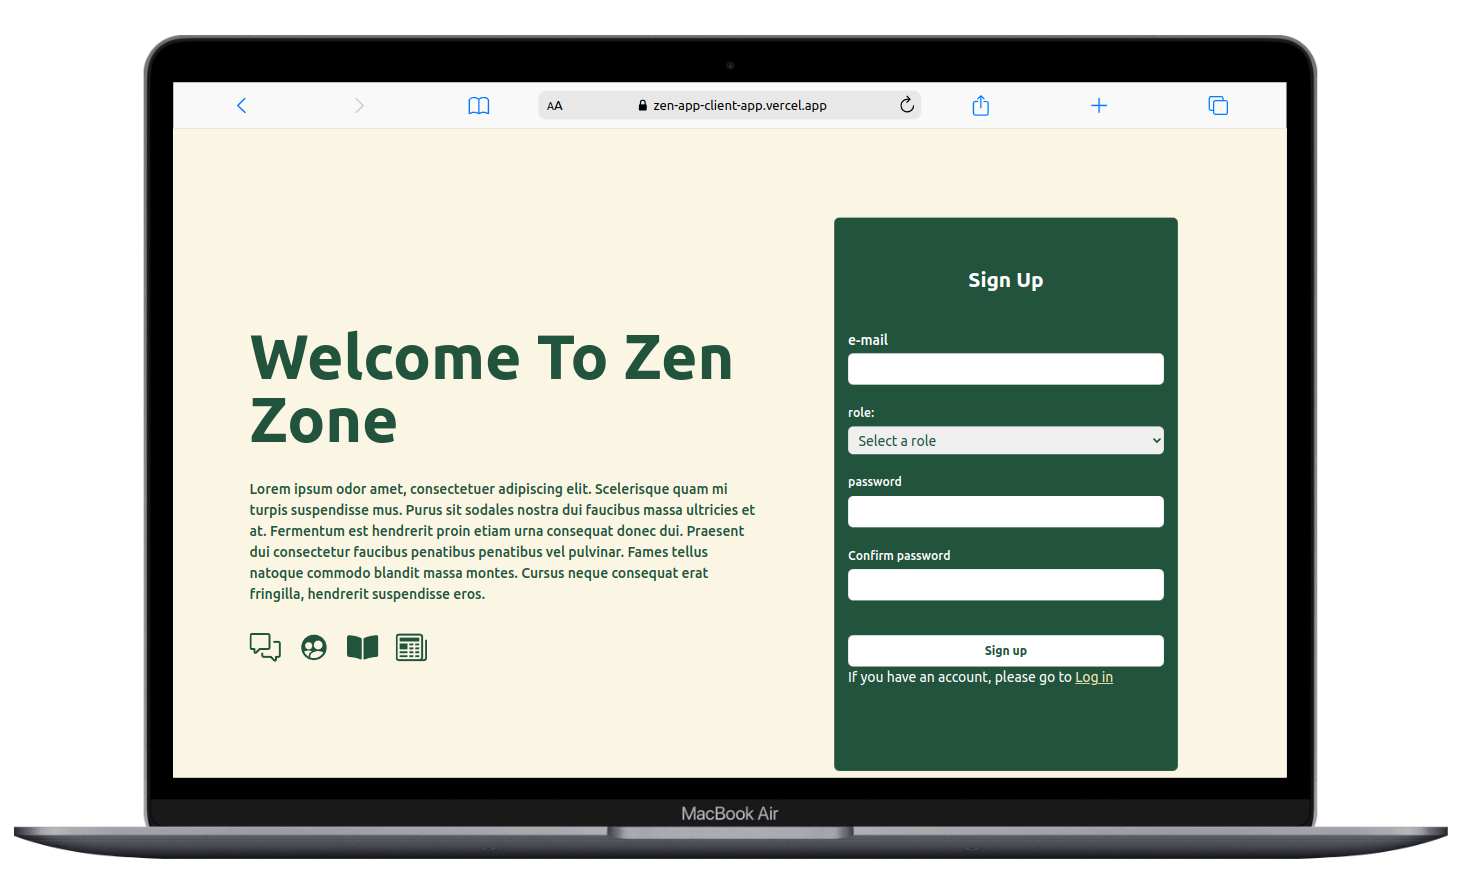 AA
zen-app-client-app.vercel.app
Welcome To Zen
Zone
Lorem ipsum odor amet, consectetuer adipiscing elit. Scelerisque quam mi
turpis suspendisse mus. Purus sit sodales nostra dui faucibus massa ultricies et
at. Fermentum est hendrerit proin etiam urna consequat donec dui. Praesent
dui consectetur faucibus penatibus penatibus vel pulvinar. Fames tellus
natoque commodo blandit massa montes. Cursus neque consequat erat
fringilla, hendrerit suspendisse eros.
Sign Up
e-mail
role:
Select a role
password
Confirm password
Sign up
If you have an account, please go to Log in
MacBook Air